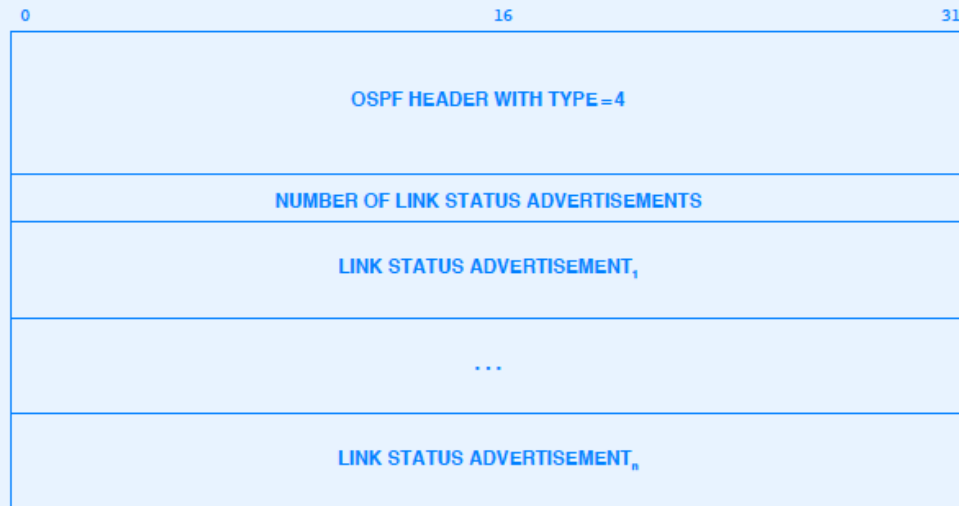 0 16 31
OSPF HEADER WITH TYPE=4
NUMBER OF LINK STATUS ADVERTISEMENTS
LINK STATUS ADVERTISEMENT₁
...
LINK STATUS ADVERTISEMENTₙ